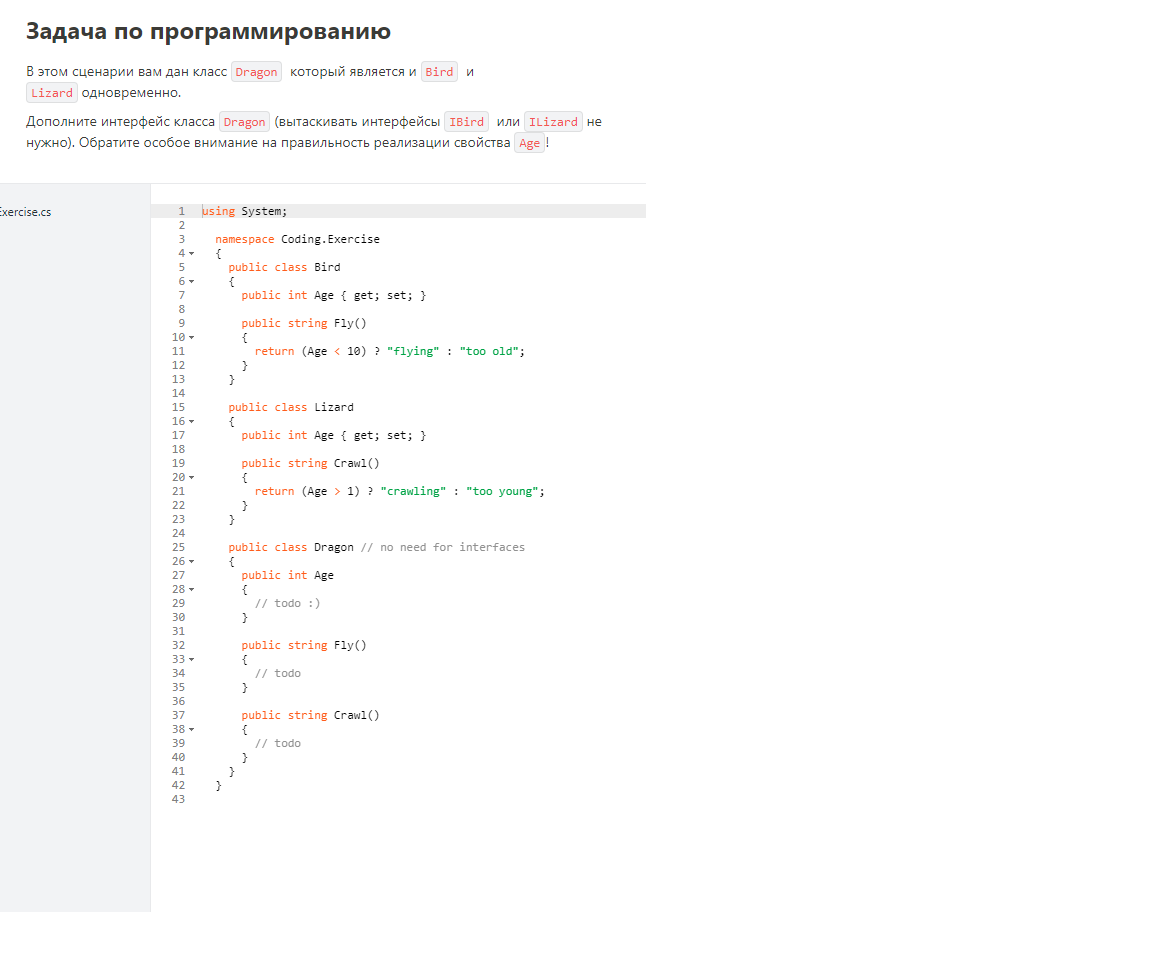 Задача по программированию
В этом сценарии вам дан класс Dragon который является и Bird и
Lizard одновременно.
Дополните интерфейс класса Dragon (вытаскивать интерфейсы IBird или ILizard не
нужно). Обратите особое внимание на правильность реализации свойства Age!
Exercise.cs
1 using System;
2
3 namespace Coding.Exercise
4 {
5 public class Bird
6 {
7 public int Age { get; set; }
8
9 public string Fly()
10 {
11 return (Age < 10) ? "flying" : "too old";
12 }
13 }
14
15 public class Lizard
16 {
17 public int Age { get; set; }
18
19 public string Crawl()
20 {
21 return (Age > 1) ? "crawling" : "too young";
22 }
23 }
24
25 public class Dragon // no need for interfaces
26 {
27 public int Age
28 {
29 // todo :)
30 }
31
32 public string Fly()
33 {
34 // todo
35 }
36
37 public string Crawl()
38 {
39 // todo
40 }
41 }
42 }
43